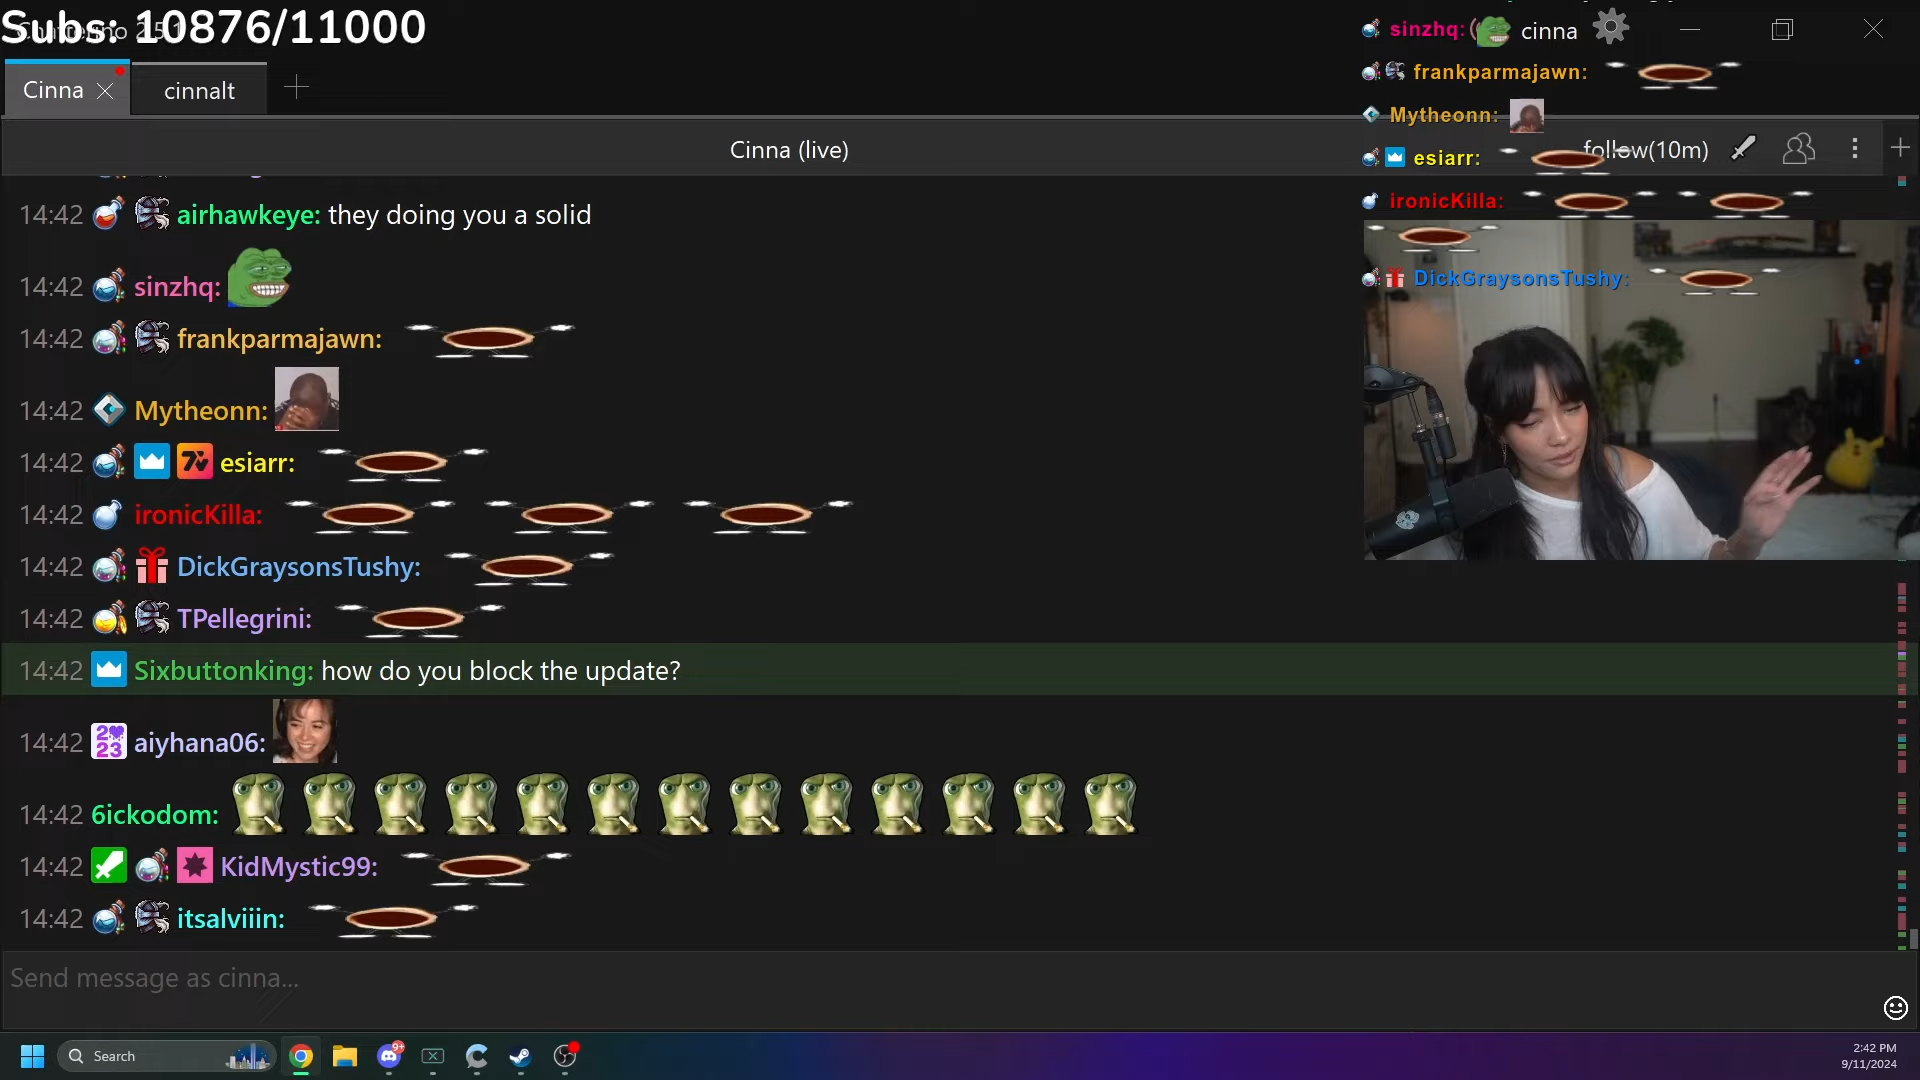 Subs: 10876/11000
Cinna
cinnalt
Cinna (live)
follow(10m)
cinna
14:42 airhawkeye: they doing you a solid
14:42 sinzhq:
14:42 frankparmajawn:
14:42 Mytheonn:
14:42 esiarr:
14:42 ironicKilla:
14:42 DickGraysonsTushy:
14:42 TPellegrini:
14:42 Sixbuttonking: how do you block the update?
14:42 aiyhana06:
14:42 6ickodom:
14:42 KidMystic99:
14:42 itsalviiin:
sinzhq:
frankparmajawn:
Mytheonn:
esiarr:
ironicKilla:
DickGraysonsTushy:
Send message as cinna...
Search
9+
2:42 PM
9/11/2024